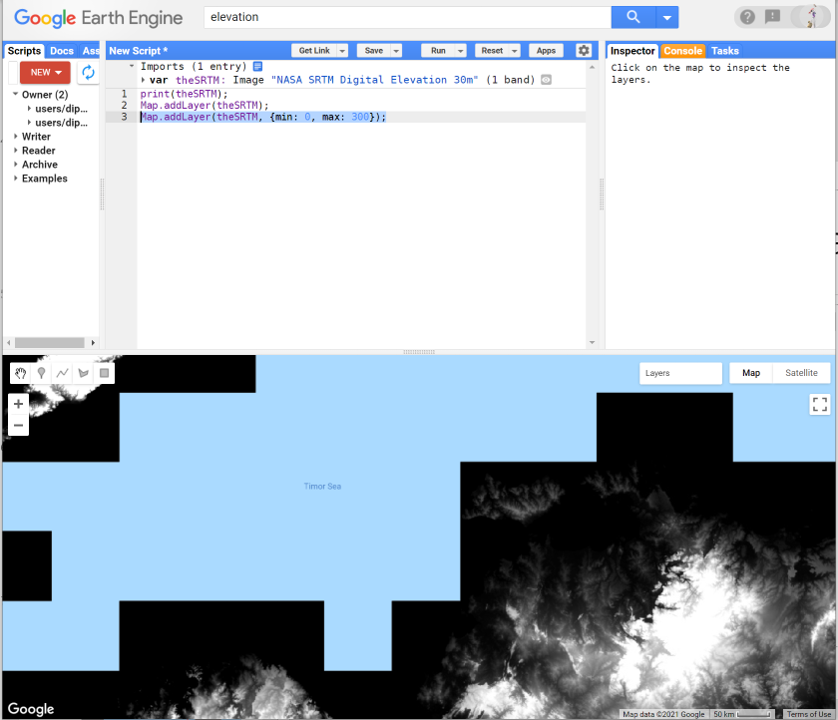 Google Earth Engine
elevation
Scripts Docs Ass
NEW
Owner (2)
users/dip...
users/dip...
Writer
Reader
Archive
Examples
New Script *
Get Link Save Run Reset Apps
Imports (1 entry)
var theSRTM: Image "NASA SRTM Digital Elevation 30m" (1 band)
1 print(theSRTM);
2 Map.addLayer(theSRTM);
3 Map.addLayer(theSRTM, {min: 0, max: 300});
Inspector Console Tasks
Click on the map to inspect the
layers.
Layers
Map Satellite
Timor Sea
Google
Map data ©2021 Google 50 km Terms of Use